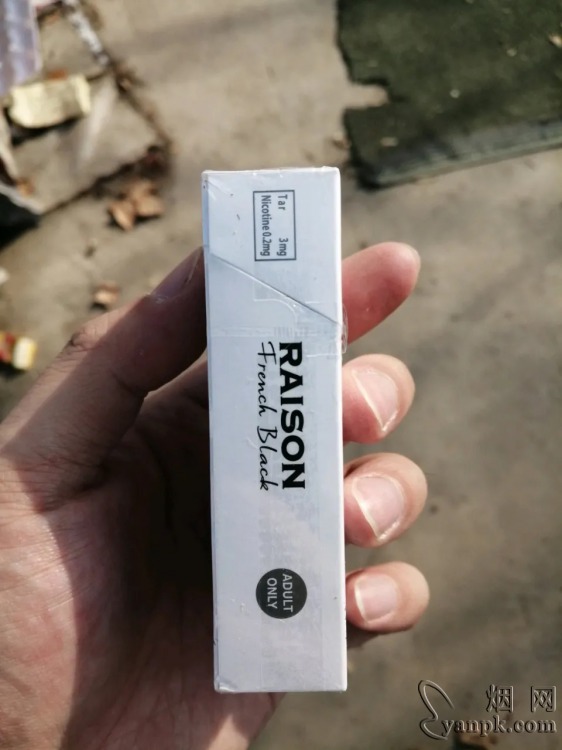 Tar 3mg
Nicotine 0.2mg
RAISON
French Black
ADULT
ONLY
烟网
yanpk.com